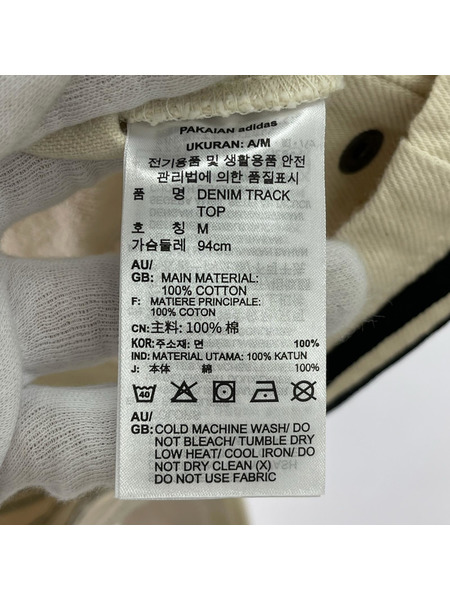 PAKAIAN adidas
UKURAN: A/M
전기용품 및 생활용품 안전
관리법에 의한 품질표시
품 명 DENIM TRACK
TOP
호 칭 M
가슴둘레 94cm
AU/
GB: MAIN MATERIAL:
100% COTTON
F: MATIERE PRINCIPALE:
100% COTON
CN: 主料: 100% 棉
KOR: 주소재: 면 100%
IND: MATERIAL UTAMA: 100% KATUN
J: 本体 綿 100%
40
AU/
GB: COLD MACHINE WASH/ DO
NOT BLEACH/ TUMBLE DRY
LOW HEAT/ COOL IRON/ DO
NOT DRY CLEAN (X)
DO NOT USE FABRIC